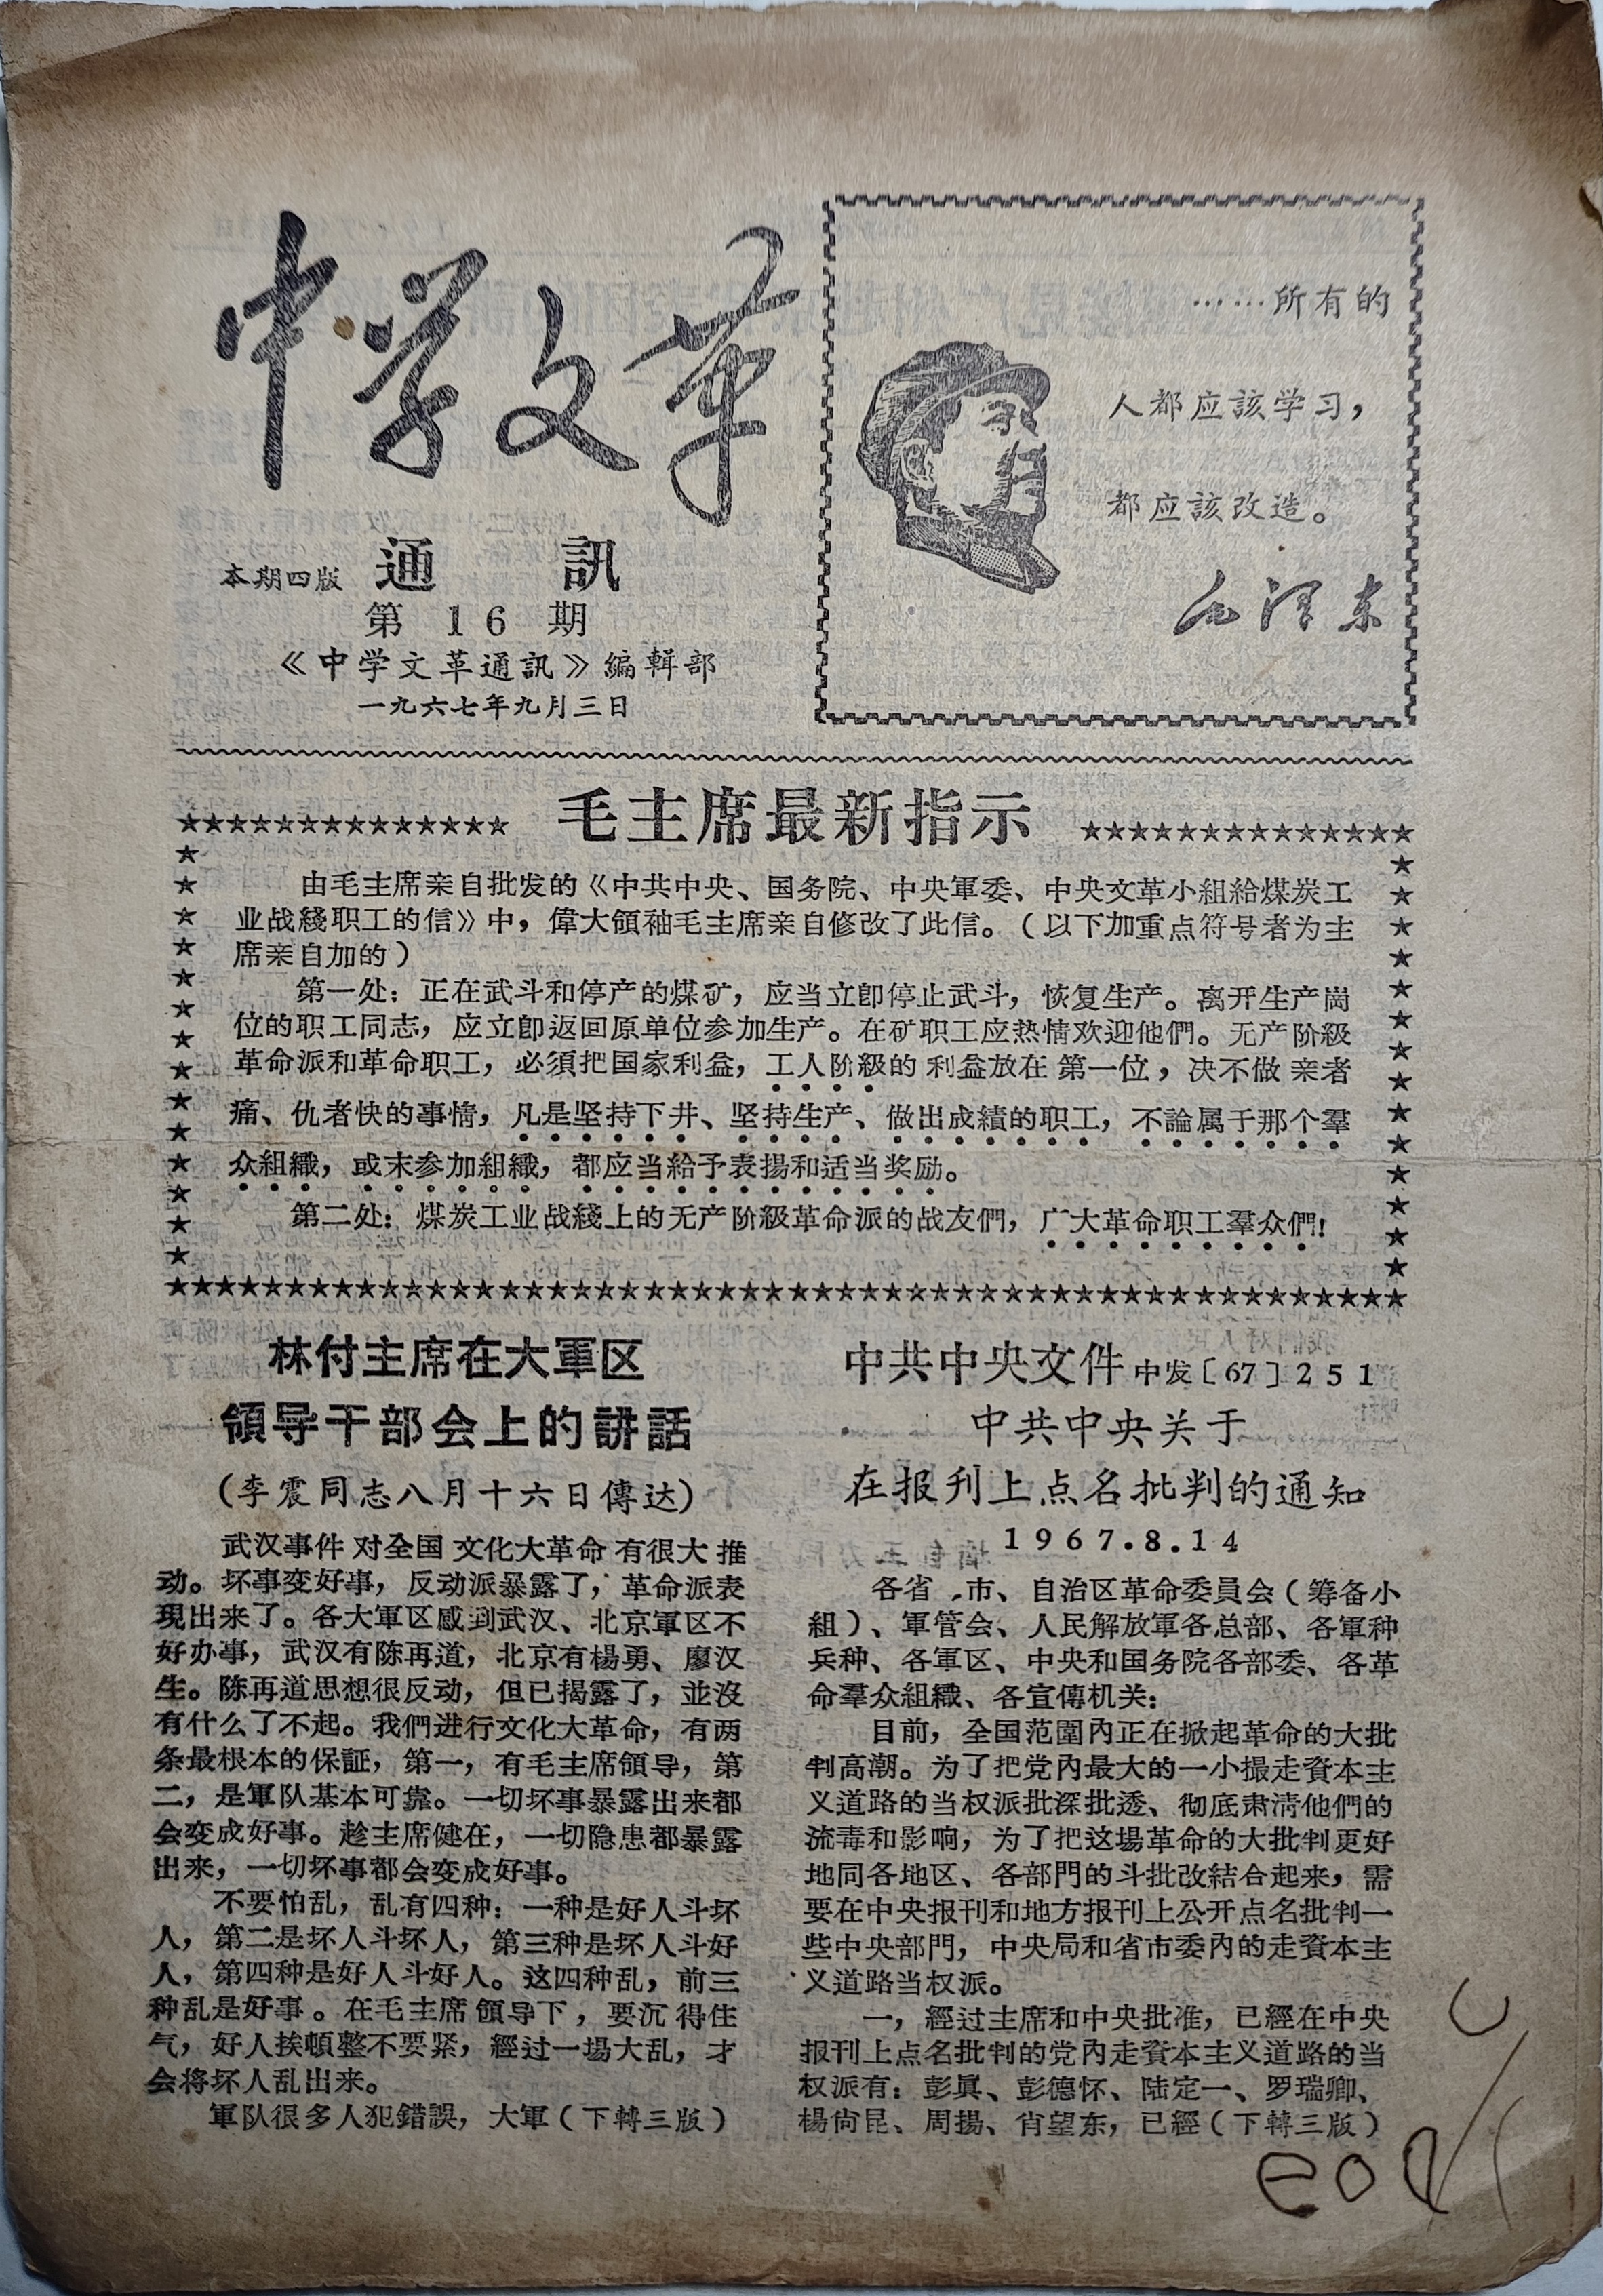 中学文革
通訊
本期四版
第16期
《中学文革通訊》編輯部
一九六七年九月三日
……所有的
人都应該学习，
都应該改造。
毛泽东
毛主席最新指示
由毛主席亲自批发的《中共中央、国务院、中央軍委、中央文革小組給煤炭工
业战綫职工的信》中，偉大領袖毛主席亲自修改了此信。（以下加重点符号者为主
席亲自加的）
第一处：正在武斗和停产的煤矿，应当立卽停止武斗，恢复生产。离开生产崗
位的职工同志，应立卽返回原单位参加生产。在矿职工应热情欢迎他們。无产阶級
革命派和革命职工，必須把国家利益，工人阶級的利益放在第一位，决不做亲者
痛、仇者快的事情，凡是坚持下井、坚持生产、做出成績的职工，不論属于那个羣
众組織，或末参加組織，都应当給予表揚和适当奖励。
第二处：煤炭工业战綫上的无产阶級革命派的战友們，广大革命职工羣众們！
林付主席在大軍区
領导干部会上的講話
（李震同志八月十六日傳达）
武汉事件对全国文化大革命有很大推
动。坏事变好事，反动派暴露了，革命派表
現出来了。各大軍区感到武汉、北京軍区不
好办事，武汉有陈再道，北京有楊勇、廖汉
生。陈再道思想很反动，但已揭露了，並沒
有什么了不起。我們进行文化大革命，有两
条最根本的保証，第一，有毛主席領导，第
二，是軍队基本可靠。一切坏事暴露出来都
会变成好事。趁主席健在，一切隐患都暴露
出来，一切坏事都会变成好事。
不要怕乱，乱有四种：一种是好人斗坏
人，第二是坏人斗坏人，第三种是坏人斗好
人，第四种是好人斗好人。这四种乱，前三
种乱是好事。在毛主席領导下，要沉得住
气，好人挨頓整不要緊，經过一場大乱，才
会将坏人乱出来。
軍队很多人犯錯誤，大軍（下轉三版）
中共中央文件 中发〔67〕251
中共中央关于
在报刊上点名批判的通知
1967.8.14
各省、市、自治区革命委員会（筹备小
組）、軍管会、人民解放軍各总部、各軍种
兵种、各軍区、中央和国务院各部委、各革
命羣众組織、各宣傳机关：
目前，全国范圍內正在掀起革命的大批
判高潮。为了把党內最大的一小撮走資本主
义道路的当权派批深批透、彻底肃淸他們的
流毒和影响，为了把这場革命的大批判更好
地同各地区、各部門的斗批改結合起来，需
要在中央报刊和地方报刊上公开点名批判一
些中央部門，中央局和省市委內的走資本主
义道路当权派。
一，經过主席和中央批准，已經在中央
报刊上点名批判的党內走資本主义道路的当
权派有：彭眞、彭德怀、陆定一、罗瑞卿、
楊尙昆、周揚、肖望东，已經（下轉三版）